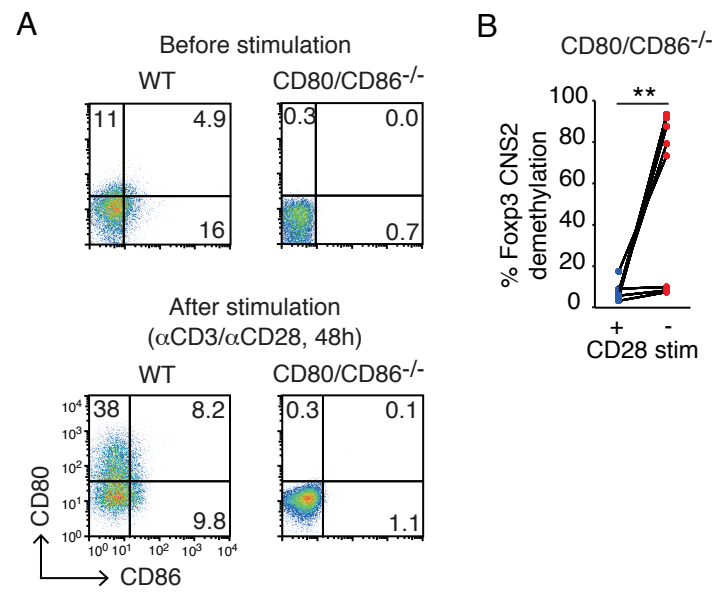 A
Before stimulation
WT
CD80/CD86-/-
11
4.9
16
0.3
0.0
0.7
After stimulation
(αCD3/αCD28, 48h)
WT
CD80/CD86-/-
38
8.2
9.8
0.3
0.1
1.1
10⁴
10³
10²
10¹
10⁰
10⁰ 10¹ 10² 10³ 10⁴
CD80
CD86
B
CD80/CD86-/-
**
% Foxp3 CNS2
demethylation
100
80
60
40
20
0
+ -
CD28 stim